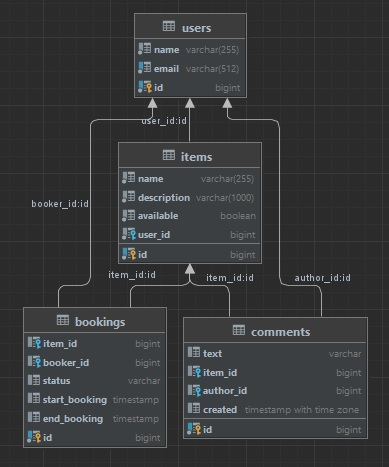 users
name varchar(255)
email varchar(512)
id bigint
user_id:id
items
name varchar(255)
description varchar(1000)
available boolean
user_id bigint
id bigint
booker_id:id
item_id:id
item_id:id
author_id:id
bookings
item_id bigint
booker_id bigint
status varchar
start_booking timestamp
end_booking timestamp
id bigint
comments
text varchar
item_id bigint
author_id bigint
created timestamp with time zone
id bigint